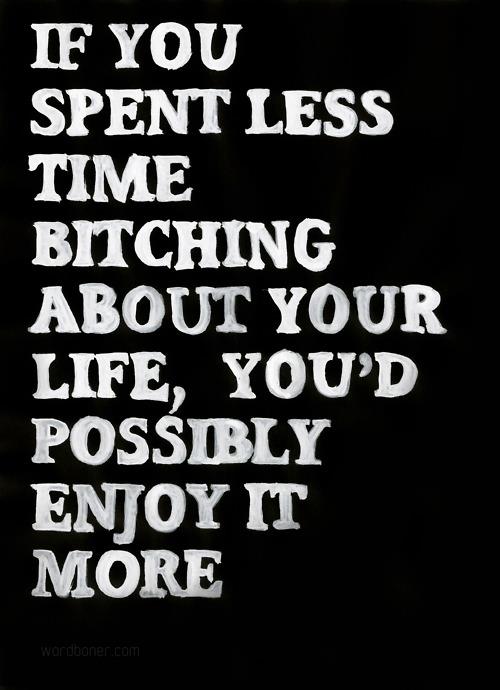 IF YOU
SPENT LESS
TIME
BITCHING
ABOUT YOUR
LIFE, YOU'D
POSSIBLY
ENJOY IT
MORE
wordboner.com